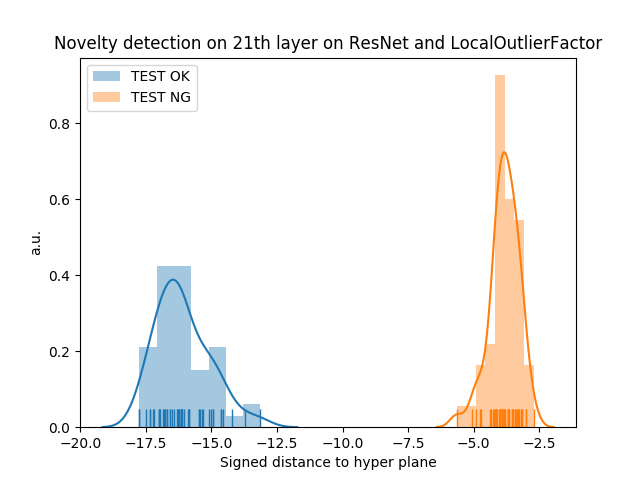 Novelty detection on 21th layer on ResNet and LocalOutlierFactor
TEST OK
TEST NG
a.u.
0.8
0.6
0.4
0.2
0.0
−20.0 −17.5 −15.0 −12.5 −10.0 −7.5 −5.0 −2.5
Signed distance to hyper plane